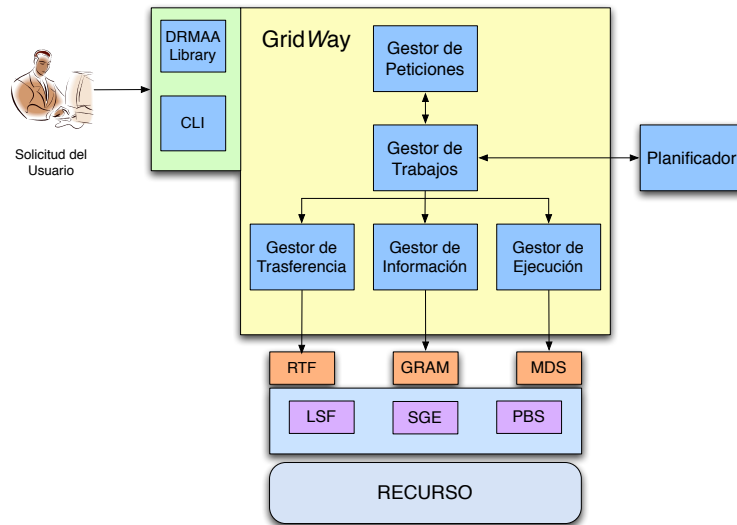 DRMAA
Library
GridWay
Gestor de
Peticiones
CLI
Solicitud del
Usuario
Gestor de
Trabajos
Planificador
Gestor de
Trasferencia
Gestor de
Información
Gestor de
Ejecución
RTF
GRAM
MDS
LSF
SGE
PBS
RECURSO